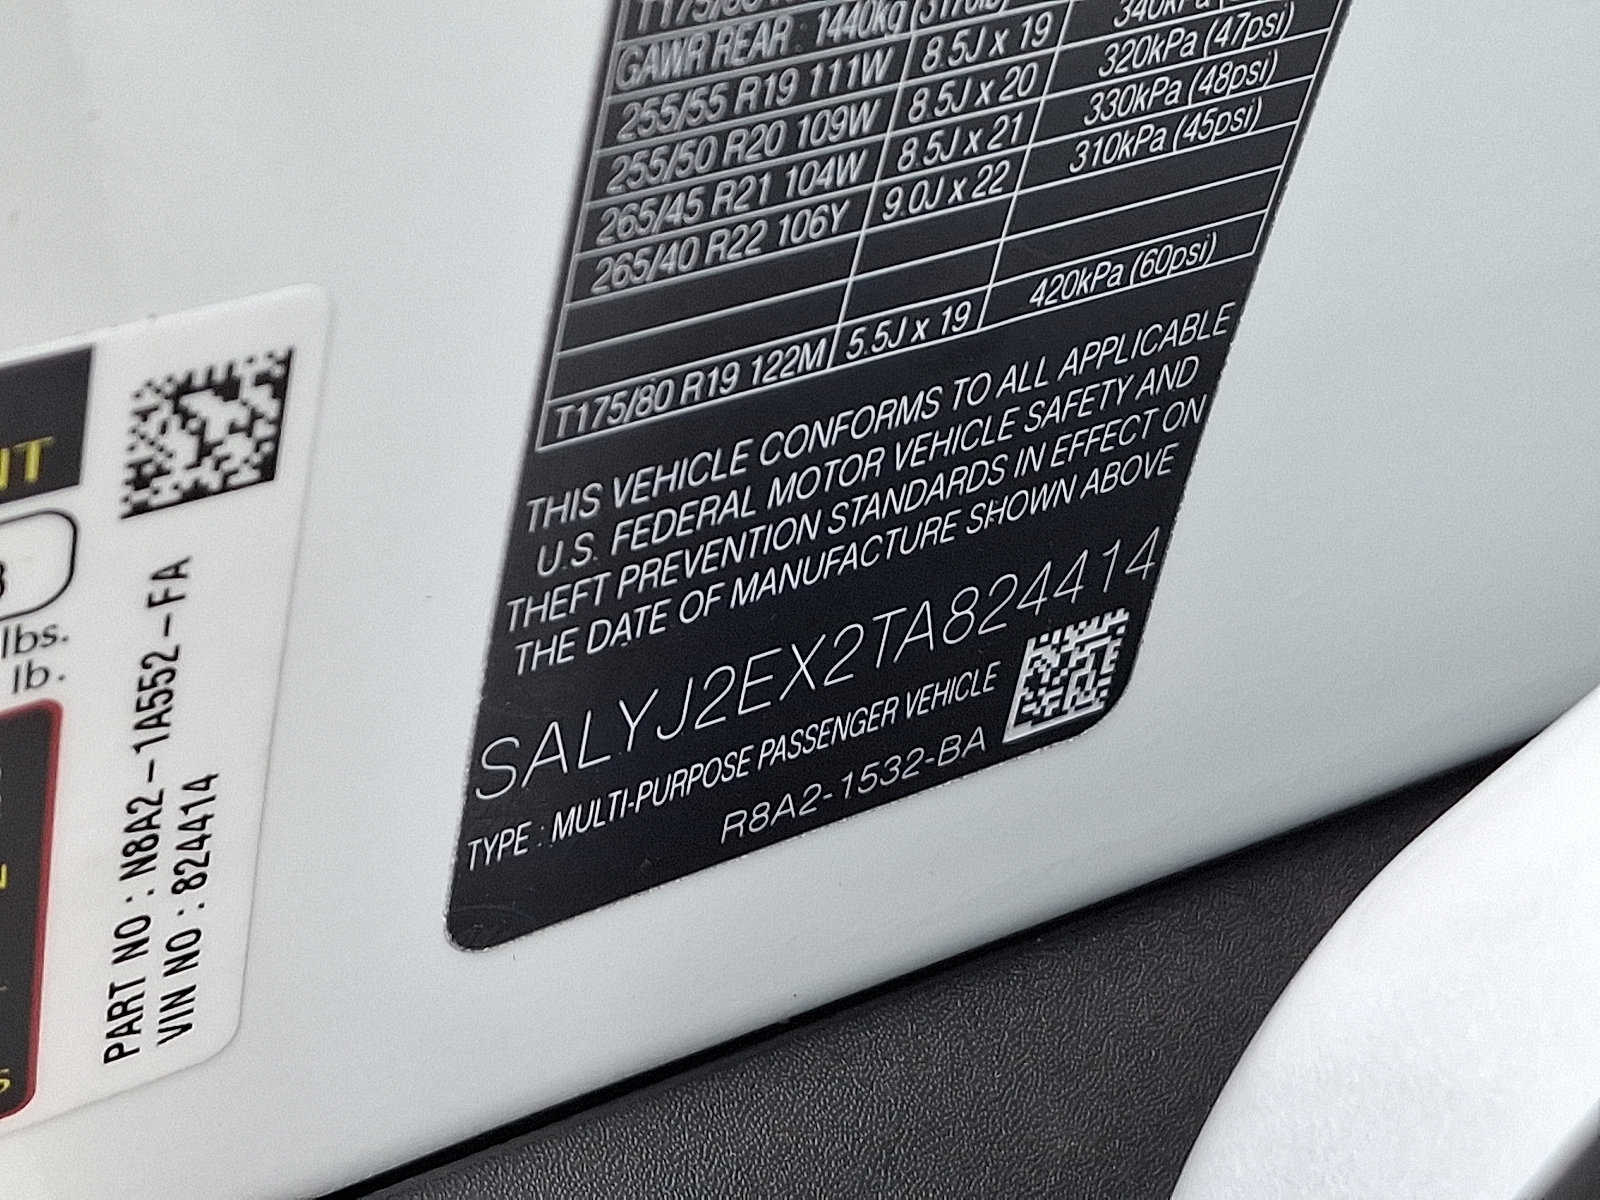 GAWR REAR : 1440kg
255/55 R19 111W 8.5J x 19
255/50 R20 109W 8.5J x 20 320kPa (47psi)
265/45 R21 104W 8.5J x 21 330kPa (48psi)
265/40 R22 106Y 9.0J x 22 310kPa (45psi)
T175/80 R19 122M 5.5J x 19 420kPa (60psi)
THIS VEHICLE CONFORMS TO ALL APPLICABLE
U.S. FEDERAL MOTOR VEHICLE SAFETY AND
THEFT PREVENTION STANDARDS IN EFFECT ON
THE DATE OF MANUFACTURE SHOWN ABOVE
SALYJ2EX2TA824414
TYPE : MULTI-PURPOSE PASSENGER VEHICLE
R8A2-1532-BA
lbs.
lb.
PART NO : N8A2-1A552-FA
VIN NO : 824414